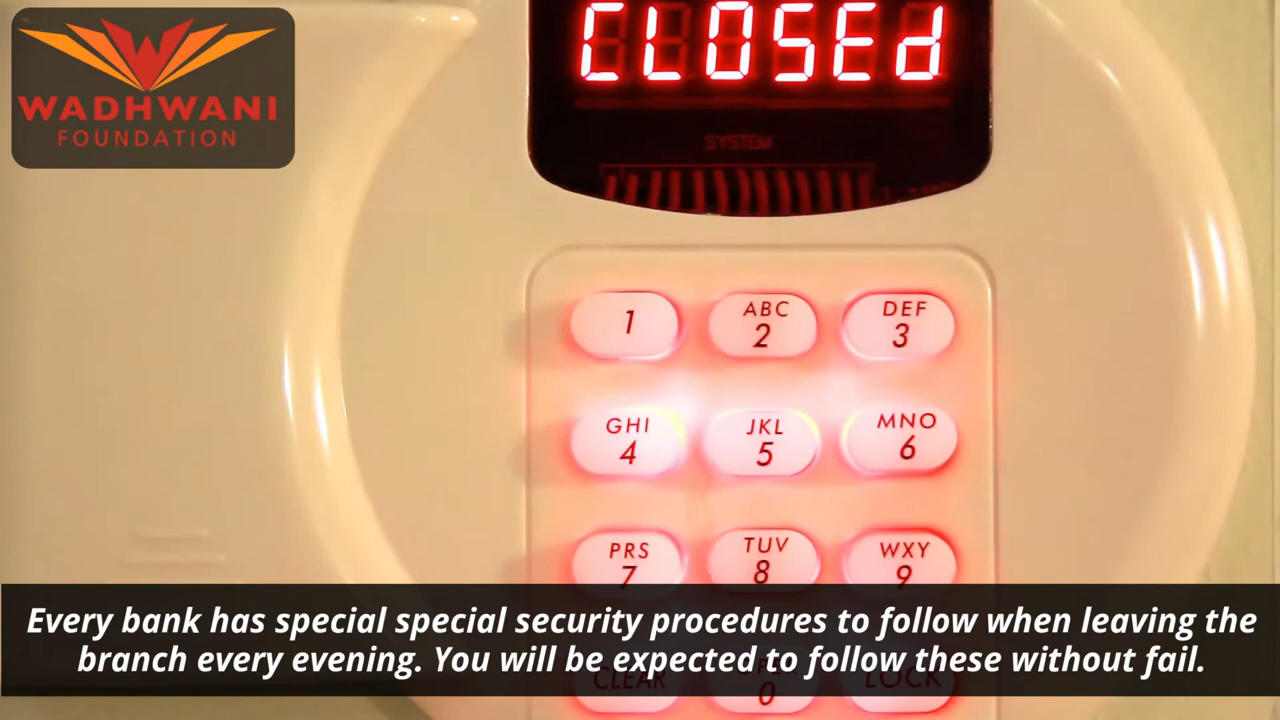 WADHWANI
FOUNDATION
CLOSEd
SYSTEM
1
ABC
2
DEF
3
GHI
4
JKL
5
MNO
6
PRS
7
TUV
8
WXY
9
CLEAR
0
LOCK
Every bank has special special security procedures to follow when leaving the
branch every evening. You will be expected to follow these without fail.